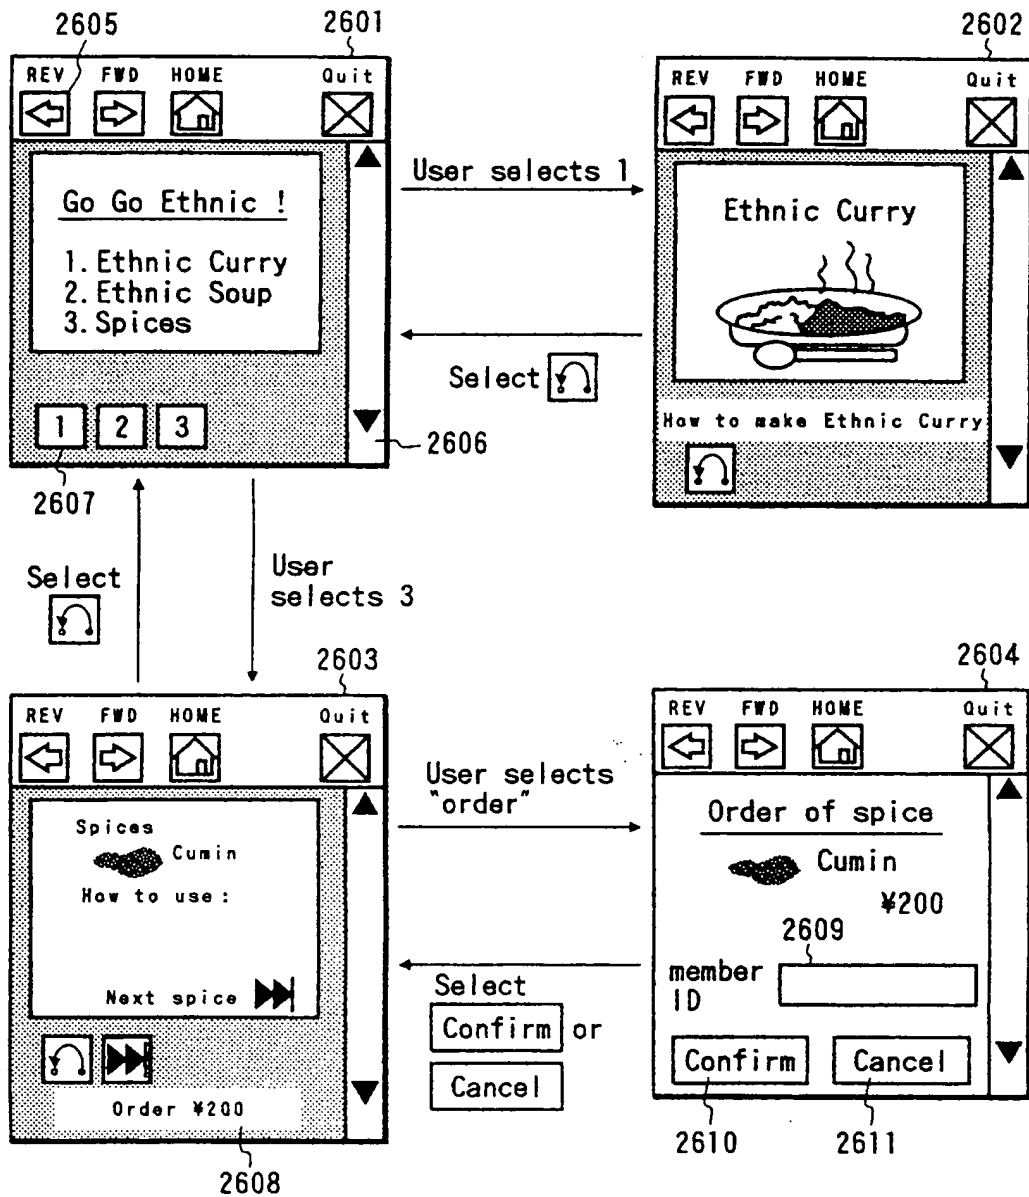 2605
2601
2602
REV FWD HOME Quit
Go Go Ethnic !
1. Ethnic Curry
2. Ethnic Soup
3. Spices
1 2 3
2606
2607
User selects 1
Select
REV FWD HOME Quit
Ethnic Curry
How to make Ethnic Curry
Select
User
selects 3
2603
2604
REV FWD HOME Quit
Spices
Cumin
How to use :
Next spice
Order ¥200
2608
User selects
"order"
Select
Confirm or
Cancel
REV FWD HOME Quit
Order of spice
Cumin
¥200
2609
member
ID
Confirm Cancel
2610 2611